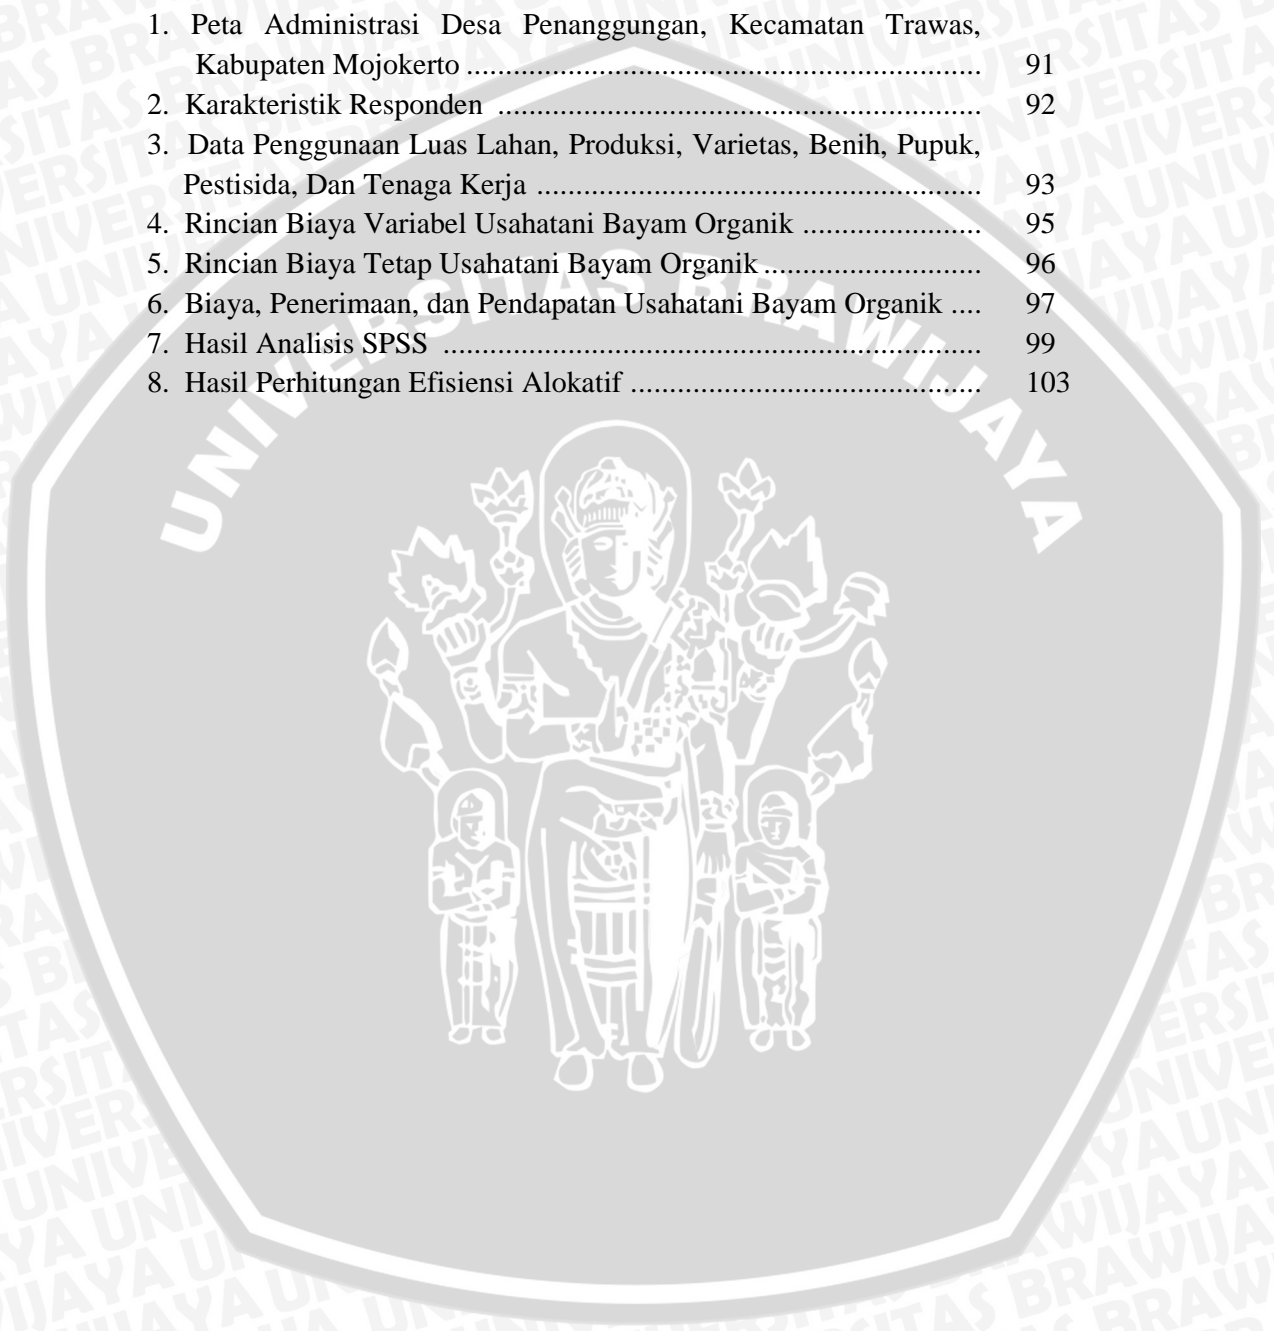 1. Peta Administrasi Desa Penanggungan, Kecamatan Trawas,
Kabupaten Mojokerto .................................................................. 91
2. Karakteristik Responden .............................................................. 92
3. Data Penggunaan Luas Lahan, Produksi, Varietas, Benih, Pupuk,
Pestisida, Dan Tenaga Kerja ......................................................... 93
4. Rincian Biaya Variabel Usahatani Bayam Organik ....................... 95
5. Rincian Biaya Tetap Usahatani Bayam Organik ............................ 96
6. Biaya, Penerimaan, dan Pendapatan Usahatani Bayam Organik .... 97
7. Hasil Analisis SPSS ..................................................................... 99
8. Hasil Perhitungan Efisiensi Alokatif ............................................. 103
UNIVERSITAS BRAWIJAYA